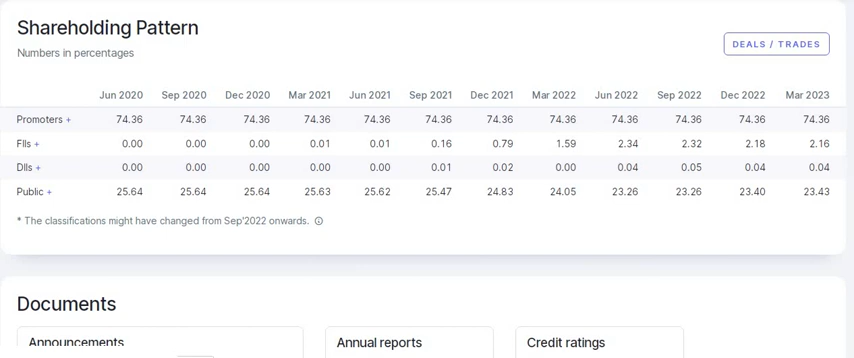 Shareholding Pattern
Numbers in percentages
DEALS / TRADES
Jun 2020 Sep 2020 Dec 2020 Mar 2021 Jun 2021 Sep 2021 Dec 2021 Mar 2022 Jun 2022 Sep 2022 Dec 2022 Mar 2023
Promoters + 74.36 74.36 74.36 74.36 74.36 74.36 74.36 74.36 74.36 74.36 74.36 74.36
FIIs + 0.00 0.00 0.00 0.01 0.01 0.16 0.79 1.59 2.34 2.32 2.18 2.16
DIIs + 0.00 0.00 0.00 0.00 0.00 0.01 0.02 0.00 0.04 0.05 0.04 0.04
Public + 25.64 25.64 25.64 25.63 25.62 25.47 24.83 24.05 23.26 23.26 23.40 23.43
* The classifications might have changed from Sep'2022 onwards.
Documents
Announcements Annual reports Credit ratings